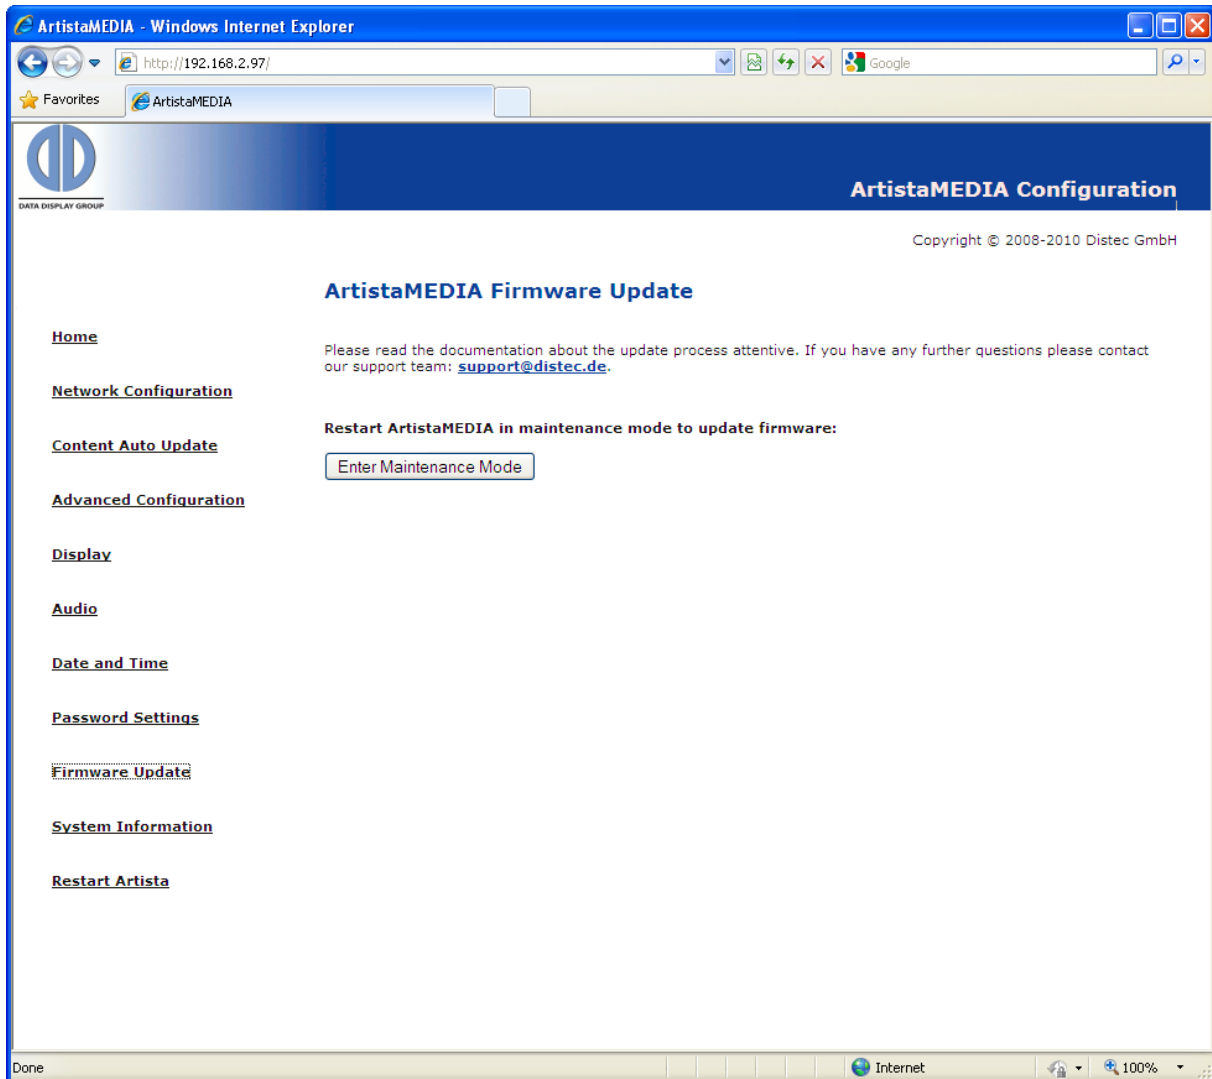 ArtistaMEDIA - Windows Internet Explorer
http://192.168.2.97/
Google
Favorites
ArtistaMEDIA
DATA DISPLAY GROUP
ArtistaMEDIA Configuration
Copyright © 2008-2010 Distec GmbH
ArtistaMEDIA Firmware Update
Home
Network Configuration
Content Auto Update
Advanced Configuration
Display
Audio
Date and Time
Password Settings
Firmware Update
System Information
Restart Artista
Please read the documentation about the update process attentive. If you have any further questions please contact
our support team: support@distec.de.
Restart ArtistaMEDIA in maintenance mode to update firmware:
Enter Maintenance Mode
Done
Internet
100%